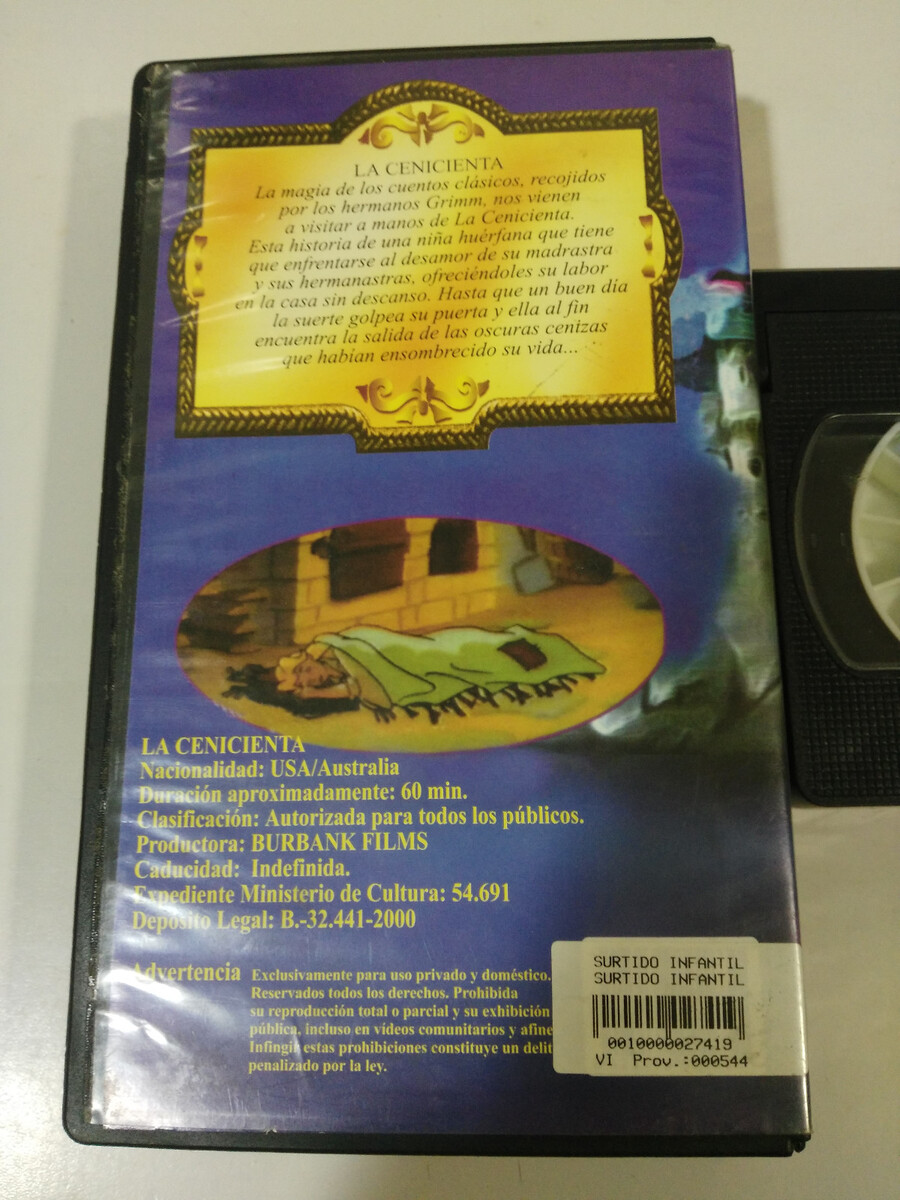 LA CENICIENTA
La magia de los cuentos clásicos, recojidos
por los hermanos Grimm, nos vienen
a visitar a manos de La Cenicienta.
Esta historia de una niña huérfana que tiene
que enfrentarse al desamor de su madrastra
y sus hermanastras, ofreciéndoles su labor
en la casa sin descanso. Hasta que un buen día
la suerte golpea su puerta y ella al fin
encuentra la salida de las oscuras cenizas
que habían ensombrecido su vida...
LA CENICIENTA
Nacionalidad: USA/Australia
Duración aproximadamente: 60 min.
Clasificación: Autorizada para todos los públicos.
Productora: BURBANK FILMS
Caducidad: Indefinida.
Expediente Ministerio de Cultura: 54.691
Depósito Legal: B.-32.441-2000
Advertencia Exclusivamente para uso privado y doméstico.
Reservados todos los derechos. Prohibida
su reproducción total o parcial y su exhibición
pública, incluso en vídeos comunitarios y afine
Infingir estas prohibiciones constituye un delit
penalizado por la ley.
SURTIDO INFANTIL
SURTIDO INFANTIL
0010000027419
VI Prov.:000544